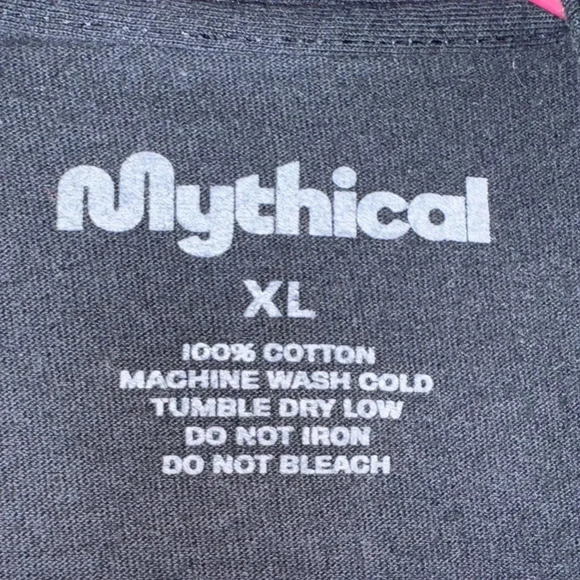 Mythical
XL
100% COTTON
MACHINE WASH COLD
TUMBLE DRY LOW
DO NOT IRON
DO NOT BLEACH